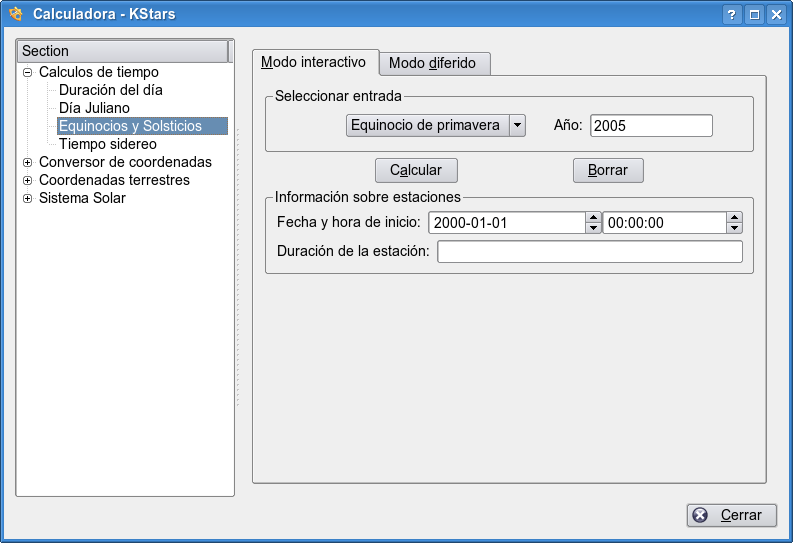 Calculadora - KStars
Section
Calculos de tiempo
Duración del día
Día Juliano
Equinocios y Solsticios
Tiempo sidereo
Conversor de coordenadas
Coordenadas terrestres
Sistema Solar
Modo interactivo Modo diferido
Seleccionar entrada
Equinocio de primavera Año: 2005
Calcular Borrar
Información sobre estaciones
Fecha y hora de inicio: 2000-01-01 00:00:00
Duración de la estación:
Cerrar